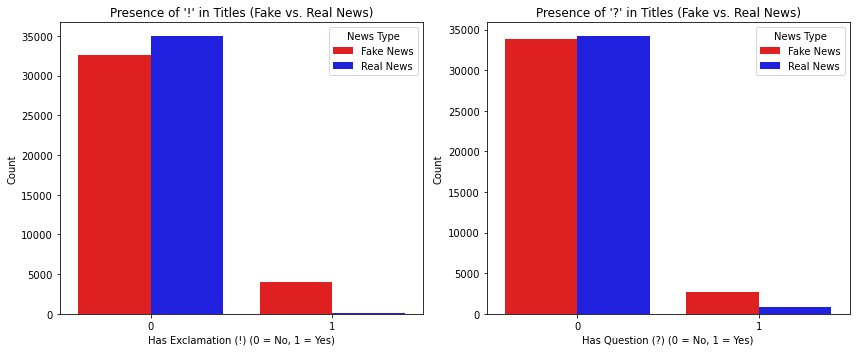 Presence of '!' in Titles (Fake vs. Real News)
News Type
Fake News
Real News
35000
30000
25000
20000
15000
10000
5000
0
Count
0
1
Has Exclamation (!) (0 = No, 1 = Yes)
Presence of '?' in Titles (Fake vs. Real News)
News Type
Fake News
Real News
35000
30000
25000
20000
15000
10000
5000
0
Count
0
1
Has Question (?) (0 = No, 1 = Yes)